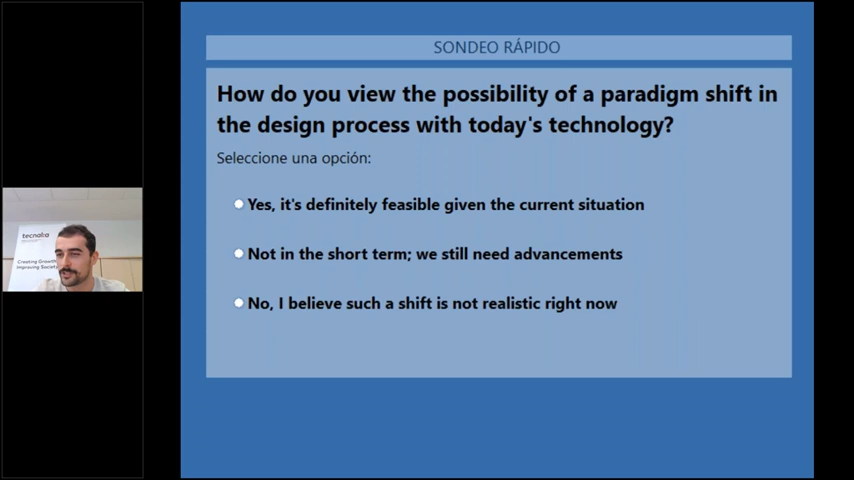 SONDEO RÁPIDO
How do you view the possibility of a paradigm shift in
the design process with today's technology?
Seleccione una opción:
Yes, it's definitely feasible given the current situation
Not in the short term; we still need advancements
No, I believe such a shift is not realistic right now
tecnalia
Creating Growth
Improving Society